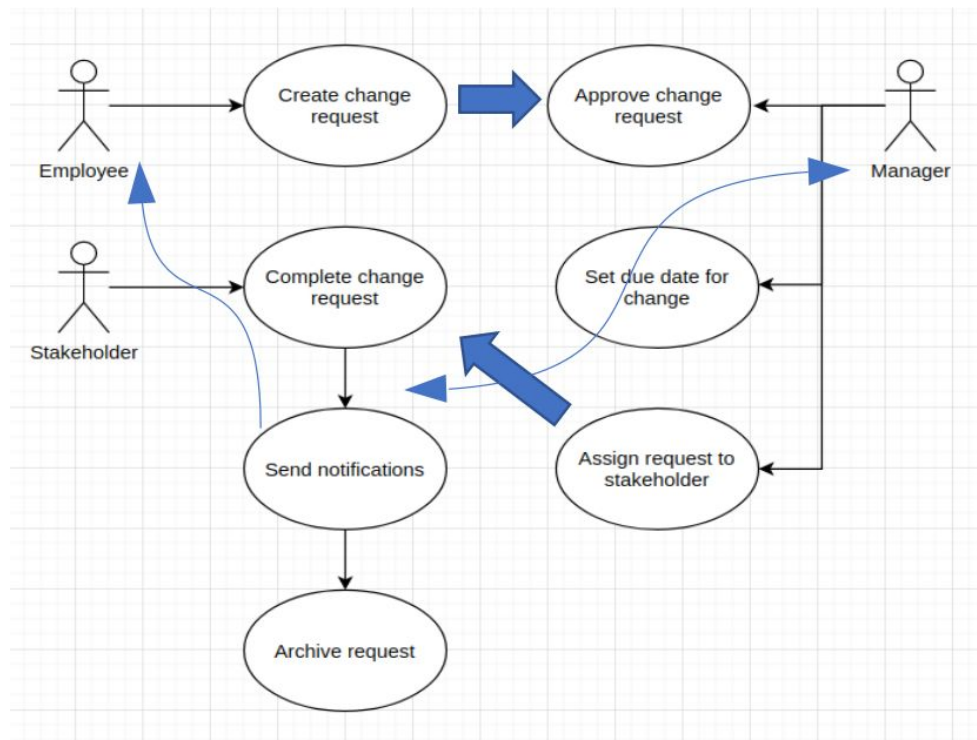 Create change
request
Approve change
request
Employee
Manager
Complete change
request
Set due date for
change
Stakeholder
Send notifications
Assign request to
stakeholder
Archive request